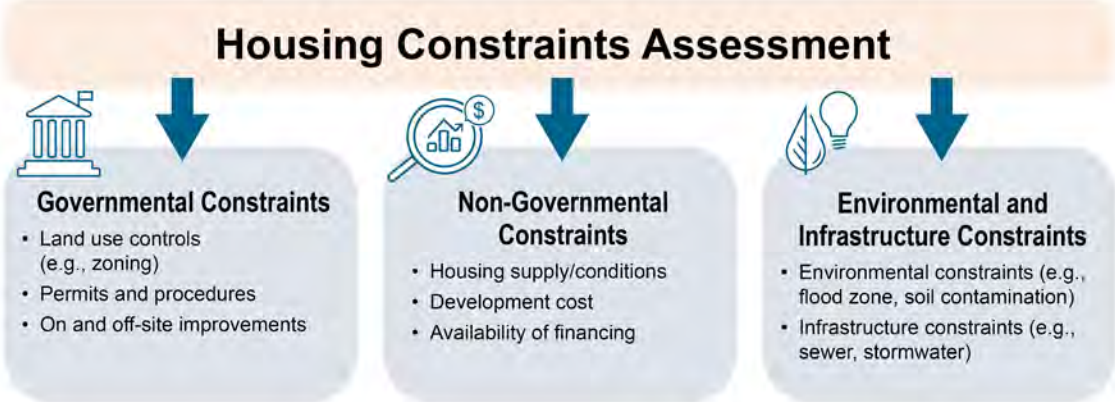 Housing Constraints Assessment
$
Governmental Constraints
• Land use controls
(e.g., zoning)
• Permits and procedures
• On and off-site improvements
Non-Governmental
Constraints
• Housing supply/conditions
• Development cost
• Availability of financing
Environmental and
Infrastructure Constraints
• Environmental constraints (e.g.,
flood zone, soil contamination)
• Infrastructure constraints (e.g.,
sewer, stormwater)